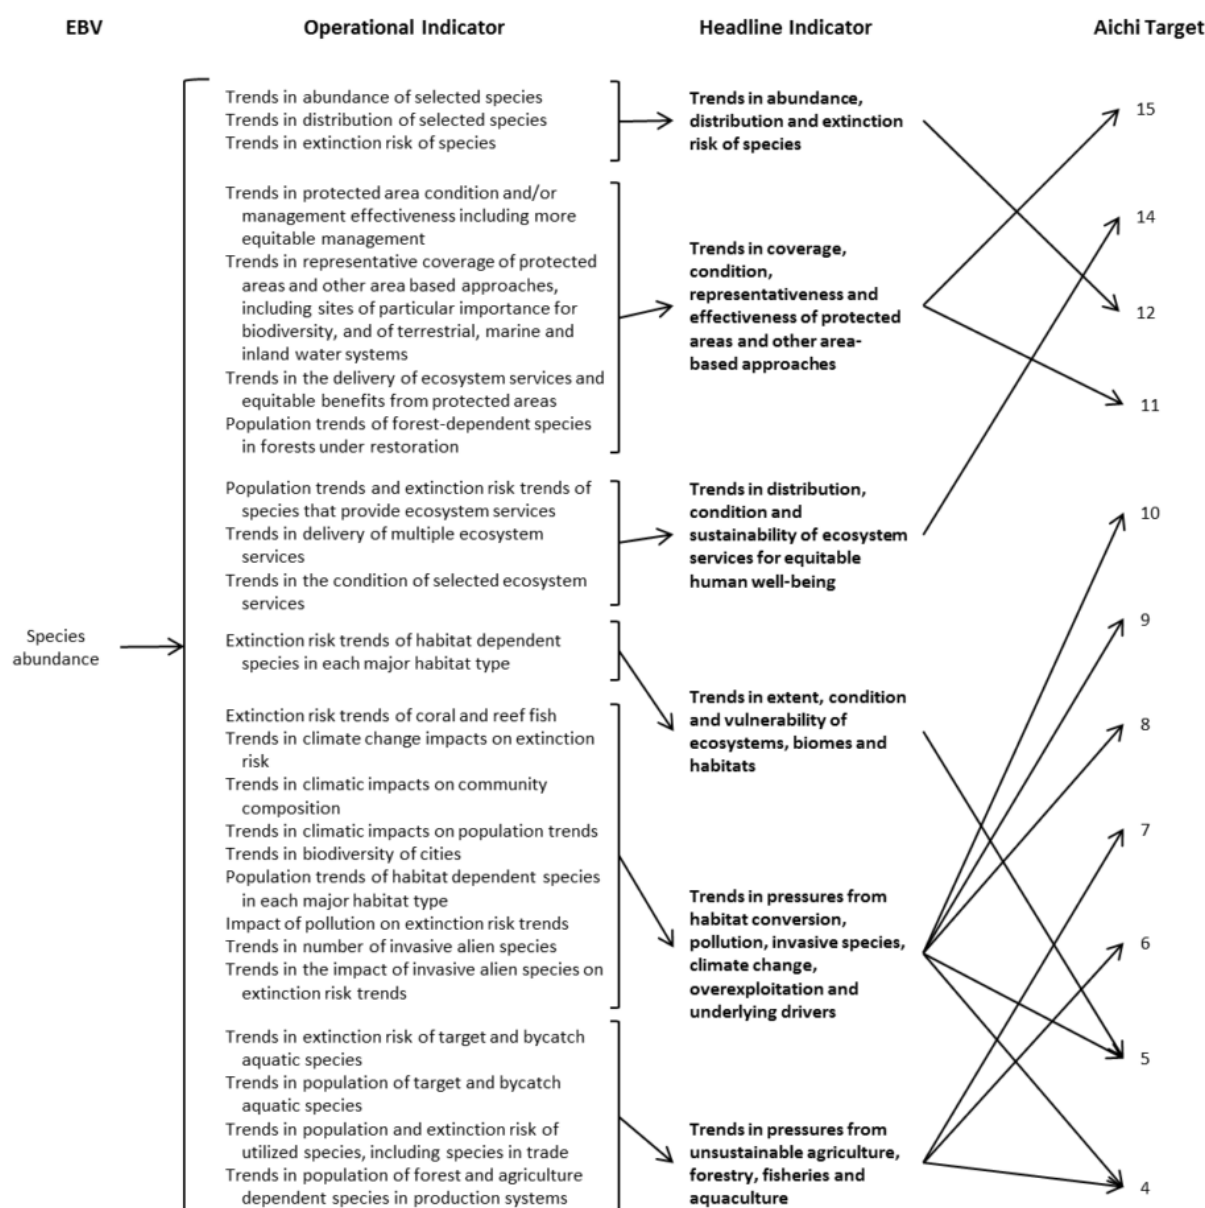 EBV
Operational Indicator
Headline Indicator
Aichi Target
Species
abundance
Trends in abundance of selected species
Trends in distribution of selected species
Trends in extinction risk of species
Trends in protected area condition and/or
management effectiveness including more
equitable management
Trends in representative coverage of protected
areas and other area based approaches,
including sites of particular importance for
biodiversity, and of terrestrial, marine and
inland water systems
Trends in the delivery of ecosystem services and
equitable benefits from protected areas
Population trends of forest-dependent species
in forests under restoration
Population trends and extinction risk trends of
species that provide ecosystem services
Trends in delivery of multiple ecosystem
services
Trends in the condition of selected ecosystem
services
Extinction risk trends of habitat dependent
species in each major habitat type
Extinction risk trends of coral and reef fish
Trends in climate change impacts on extinction
risk
Trends in climatic impacts on community
composition
Trends in climatic impacts on population trends
Trends in biodiversity of cities
Population trends of habitat dependent species
in each major habitat type
Impact of pollution on extinction risk trends
Trends in number of invasive alien species
Trends in the impact of invasive alien species on
extinction risk trends
Trends in extinction risk of target and bycatch
aquatic species
Trends in population of target and bycatch
aquatic species
Trends in population and extinction risk of
utilized species, including species in trade
Trends in population of forest and agriculture
dependent species in production systems
Trends in abundance,
distribution and extinction
risk of species
Trends in coverage,
condition,
representativeness and
effectiveness of protected
areas and other area-
based approaches
Trends in distribution,
condition and
sustainability of ecosystem
services for equitable
human well-being
Trends in extent, condition
and vulnerability of
ecosystems, biomes and
habitats
Trends in pressures from
habitat conversion,
pollution, invasive species,
climate change,
overexploitation and
underlying drivers
Trends in pressures from
unsustainable agriculture,
forestry, fisheries and
aquaculture
15
14
12
11
10
9
8
7
6
5
4